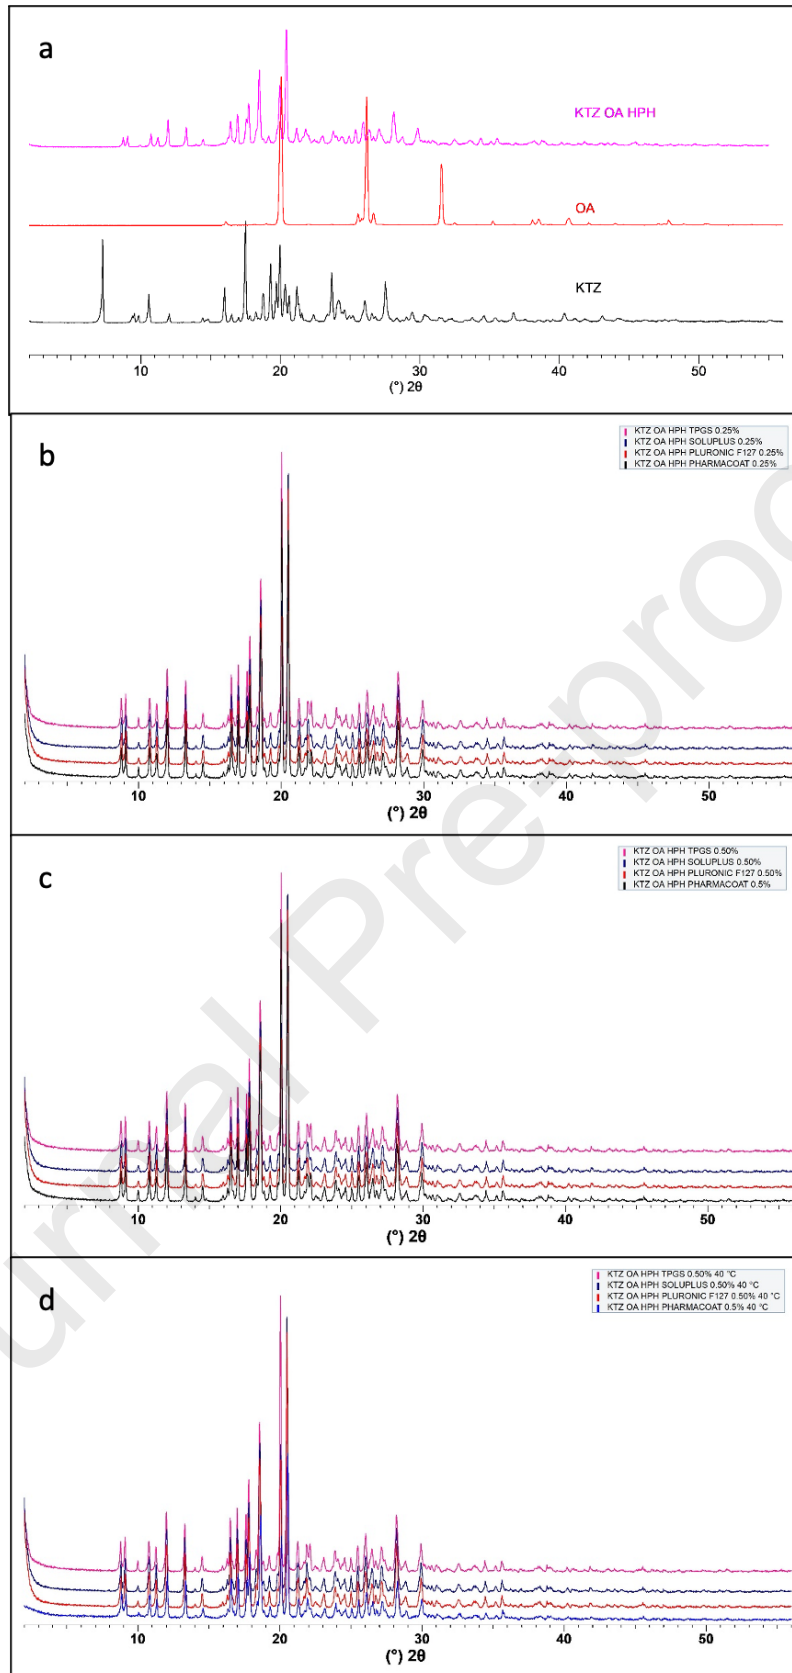 a
KTZ OA HPH
OA
KTZ
10 20 30 40 50
(°) 2θ
b
KTZ OA HPH TPGS 0.25%
KTZ OA HPH SOLUPLUS 0.25%
KTZ OA HPH PLURONIC F127 0.25%
KTZ OA HPH PHARMACOAT 0.25%
10 20 30 40 50
(°) 2θ
c
KTZ OA HPH TPGS 0.50%
KTZ OA HPH SOLUPLUS 0.50%
KTZ OA HPH PLURONIC F127 0.50%
KTZ OA HPH PHARMACOAT 0.5%
10 20 30 40 50
(°) 2θ
d
KTZ OA HPH TPGS 0.50% 40 °C
KTZ OA HPH SOLUPLUS 0.50% 40 °C
KTZ OA HPH PLURONIC F127 0.50% 40 °C
KTZ OA HPH PHARMACOAT 0.5% 40 °C
10 20 30 40 50
(°) 2θ
urnal Pre-proo